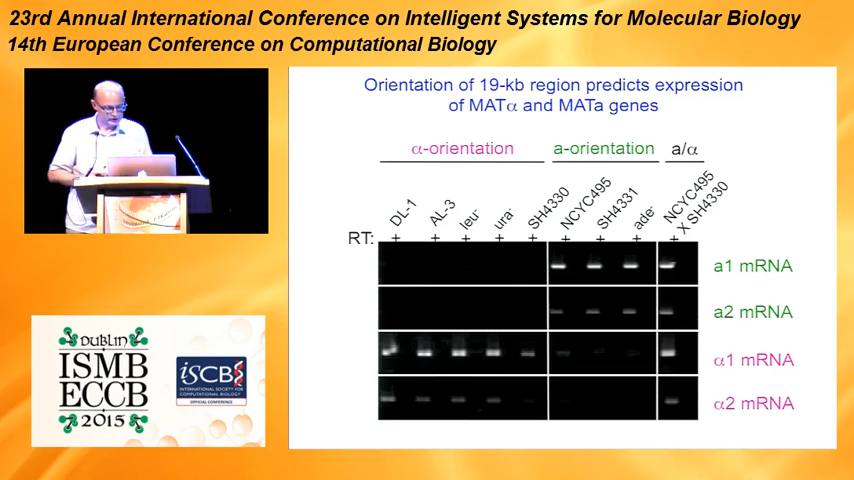 23rd Annual International Conference on Intelligent Systems for Molecular Biology
14th European Conference on Computational Biology
Orientation of 19-kb region predicts expression
of MATα and MATa genes
α-orientation a-orientation a/α
DL-1 AL-3 leu- ura- SH4330 NCYC495 SH4331 ade- NCYC495
X SH4330
RT: + + + + + + + + +
a1 mRNA
a2 mRNA
α1 mRNA
α2 mRNA
DUBLIN
ISMB
ECCB
2015
ISCB
INTERNATIONAL SOCIETY FOR
COMPUTATIONAL BIOLOGY
OFFICIAL CONFERENCE